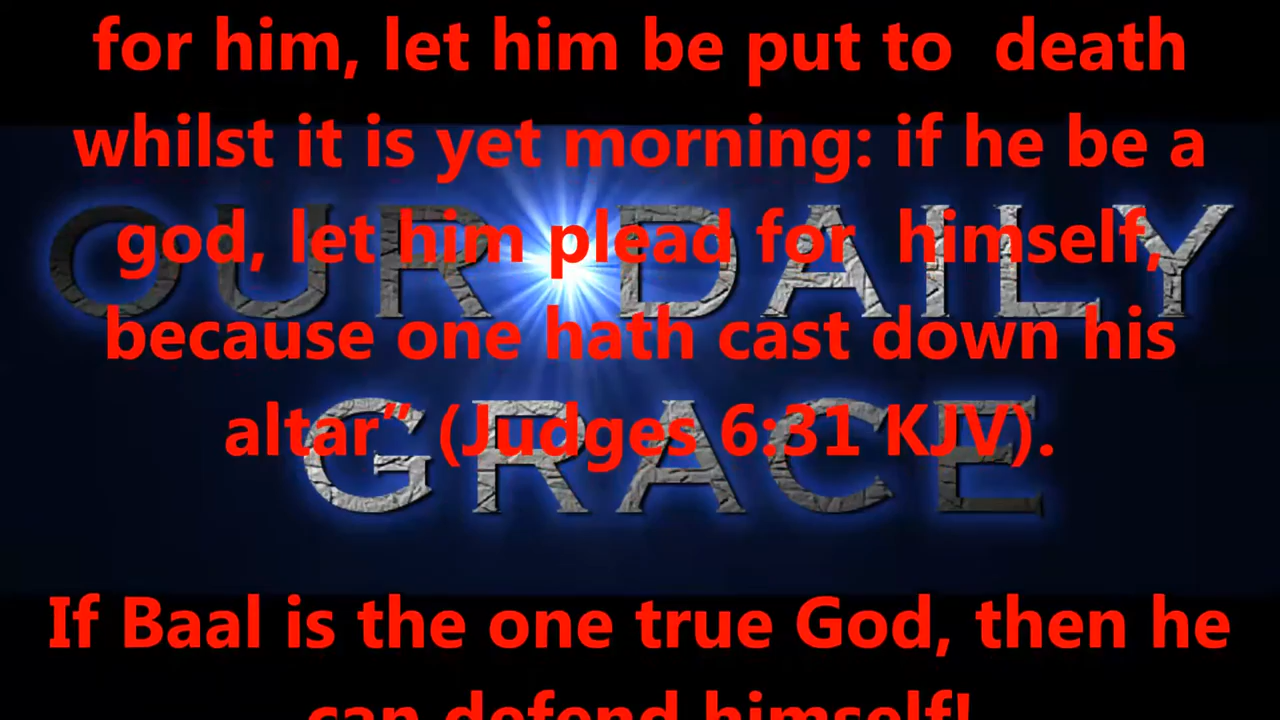 for him, let him be put to death
whilst it is yet morning: if he be a
god, let him plead for himself,
because one hath cast down his
altar” (Judges 6:31 KJV).
If Baal is the one true God, then he
can defend himself!
OUR DAILY
GRACE